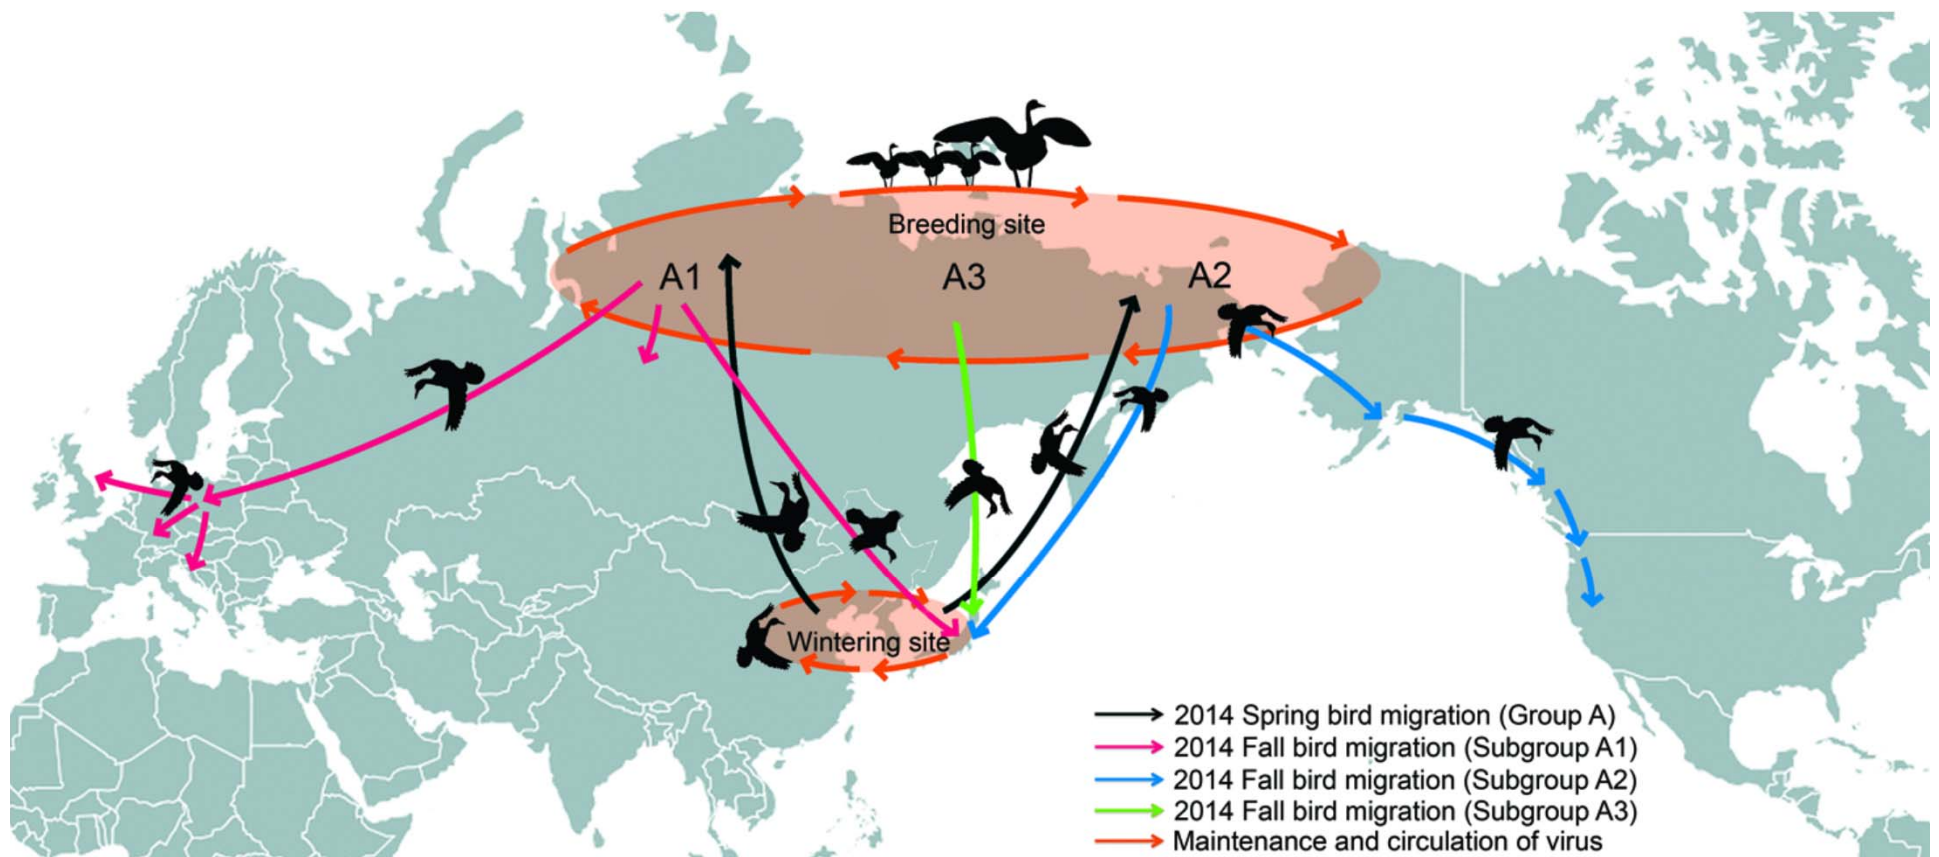 Breeding site
A1
A3
A2
Wintering site
2014 Spring bird migration (Group A)
2014 Fall bird migration (Subgroup A1)
2014 Fall bird migration (Subgroup A2)
2014 Fall bird migration (Subgroup A3)
Maintenance and circulation of virus